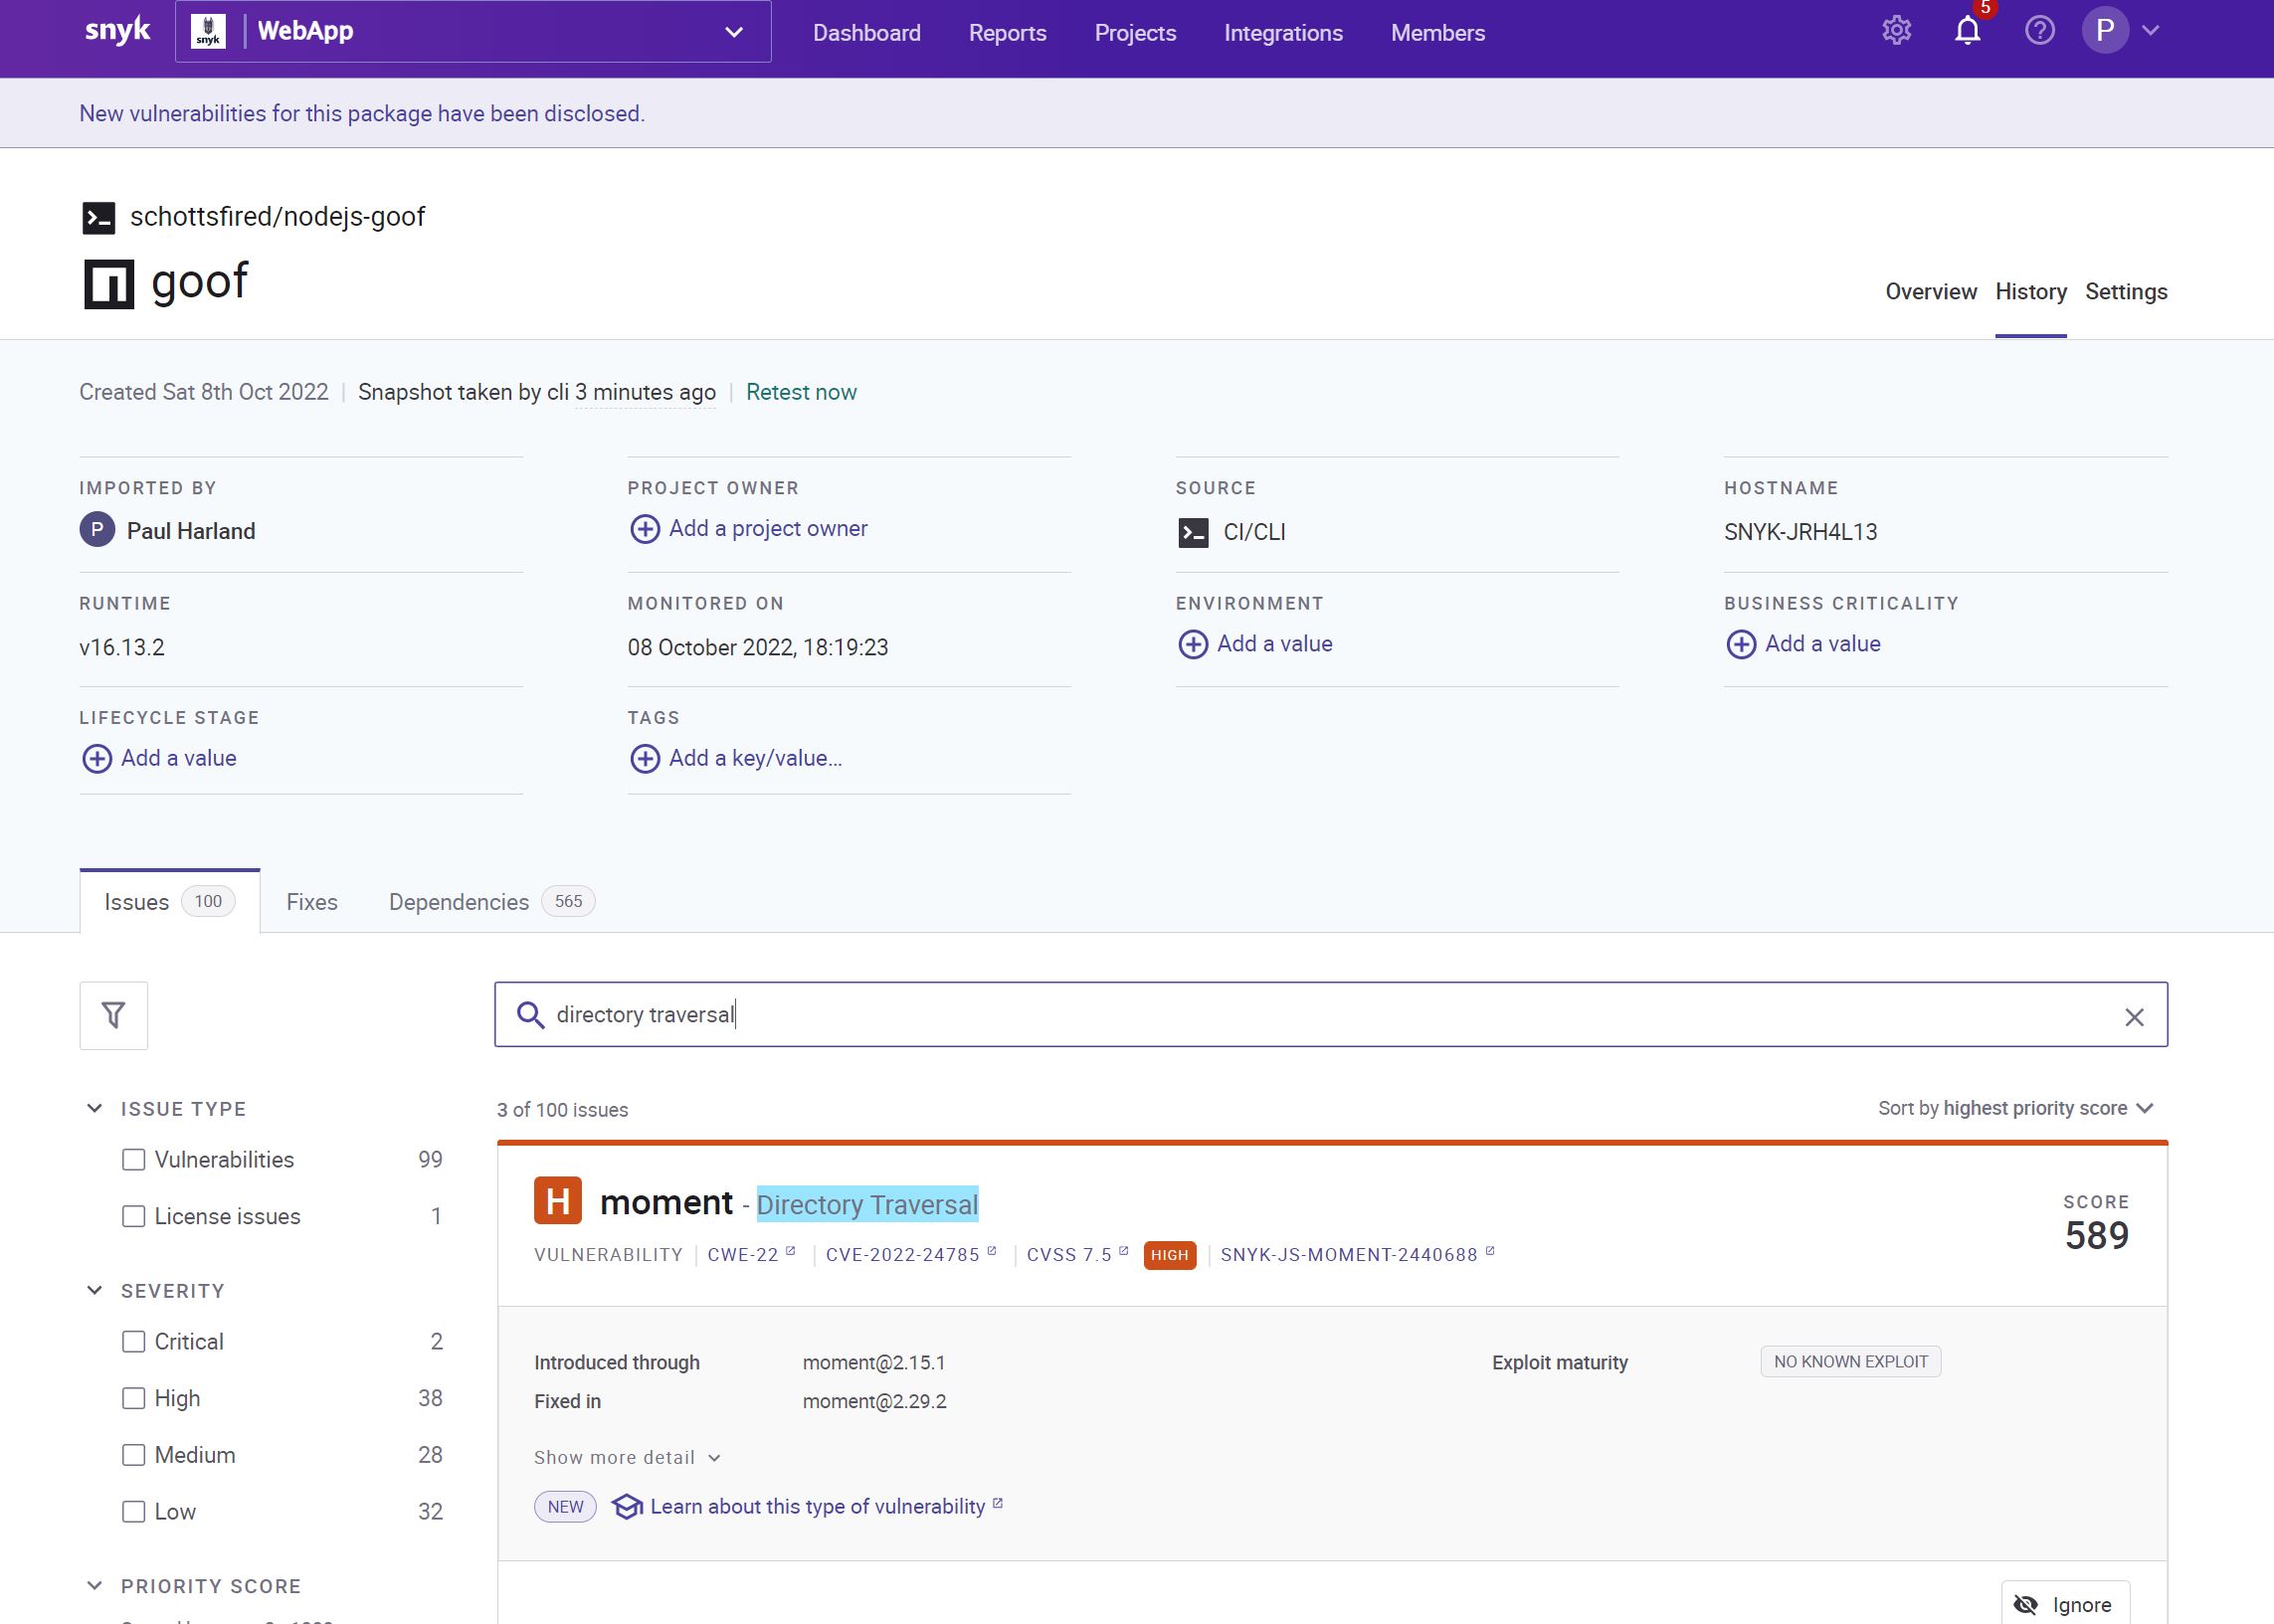 snyk
snyk
WebApp
Dashboard
Reports
Projects
Integrations
Members
5
P
New vulnerabilities for this package have been disclosed.
schottsfired/nodejs-goof
goof
Overview
History
Settings
Created Sat 8th Oct 2022 | Snapshot taken by cli 3 minutes ago | Retest now
IMPORTED BY
P Paul Harland
PROJECT OWNER
Add a project owner
SOURCE
CI/CLI
HOSTNAME
SNYK-JRH4L13
RUNTIME
v16.13.2
MONITORED ON
08 October 2022, 18:19:23
ENVIRONMENT
Add a value
BUSINESS CRITICALITY
Add a value
LIFECYCLE STAGE
Add a value
TAGS
Add a key/value...
Issues 100
Fixes
Dependencies 565
directory traversal
ISSUE TYPE
Vulnerabilities 99
License issues 1
SEVERITY
Critical 2
High 38
Medium 28
Low 32
PRIORITY SCORE
3 of 100 issues
Sort by highest priority score
H moment - Directory Traversal
VULNERABILITY | CWE-22 | CVE-2022-24785 | CVSS 7.5 HIGH | SNYK-JS-MOMENT-2440688
SCORE
589
Introduced through moment@2.15.1
Fixed in moment@2.29.2
Exploit maturity NO KNOWN EXPLOIT
Show more detail
NEW Learn about this type of vulnerability
Ignore